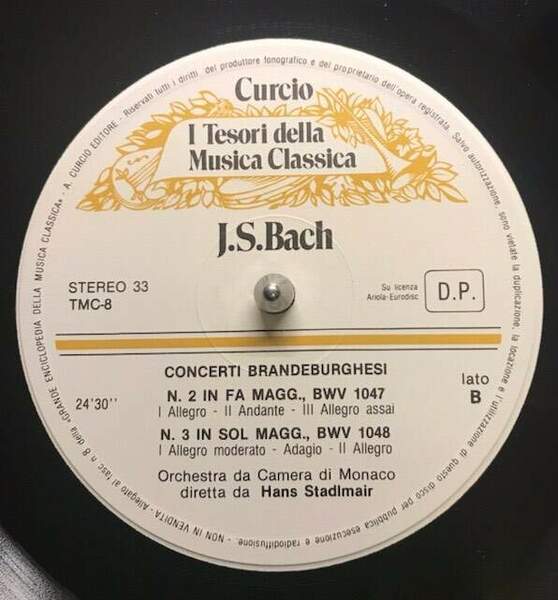 Curcio
I Tesori della
Musica Classica
J.S.Bach
STEREO 33
TMC-8
Su licenza
Ariola-Eurodisc
D.P.
CONCERTI BRANDEBURGHESI
24'30''
N. 2 IN FA MAGG., BWV 1047
I Allegro - II Andante - III Allegro assai
N. 3 IN SOL MAGG., BWV 1048
I Allegro moderato - Adagio - II Allegro
lato
B
Orchestra da Camera di Monaco
diretta da Hans Stadlmair
NON IN VENDITA - Allegato al fasc. n. 8 della «GRANDE ENCICLOPEDIA DELLA MUSICA CLASSICA» - A. CURCIO EDITORE - Riservati tutti i diritti del produttore fonografico e del proprietario dell'opera registrata. Salvo autorizzazione, sono vietate la duplicazione, la locazione e l'utilizzazione di questo disco per pubblica esecuzione e radiodiffusione. -